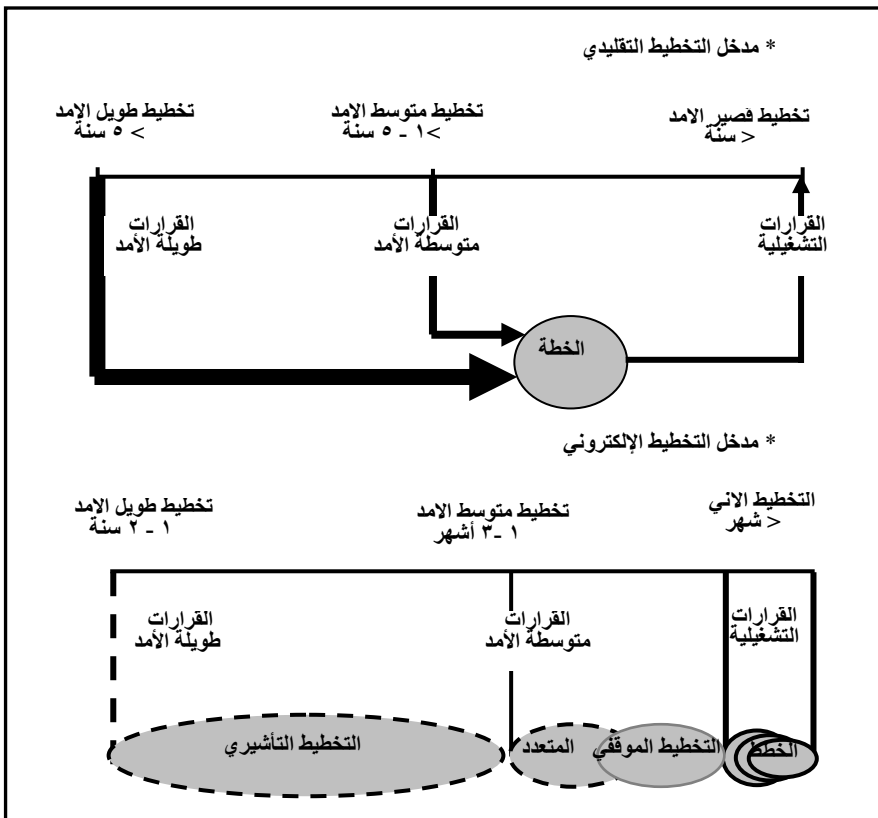 * مدخل التخطيط التقليدي
تخطيط قصير الامد
< سنة
تخطيط متوسط الامد
>١ - ٥ سنة
تخطيط طويل الامد
> ٥ سنة
القرارات
التشغيلية
القرارات
متوسطة الأمد
القرارات
طويلة الأمد
الخطة
* مدخل التخطيط الإلكتروني
التخطيط الاني
< شهر
تخطيط متوسط الامد
١ -٣ أشهر
تخطيط طويل الامد
١ - ٢ سنة
القرارات
التشغيلية
القرارات
متوسطة الأمد
القرارات
طويلة الأمد
الخطط
التخطيط الموقفي
المتعدد
التخطيط التأشيري